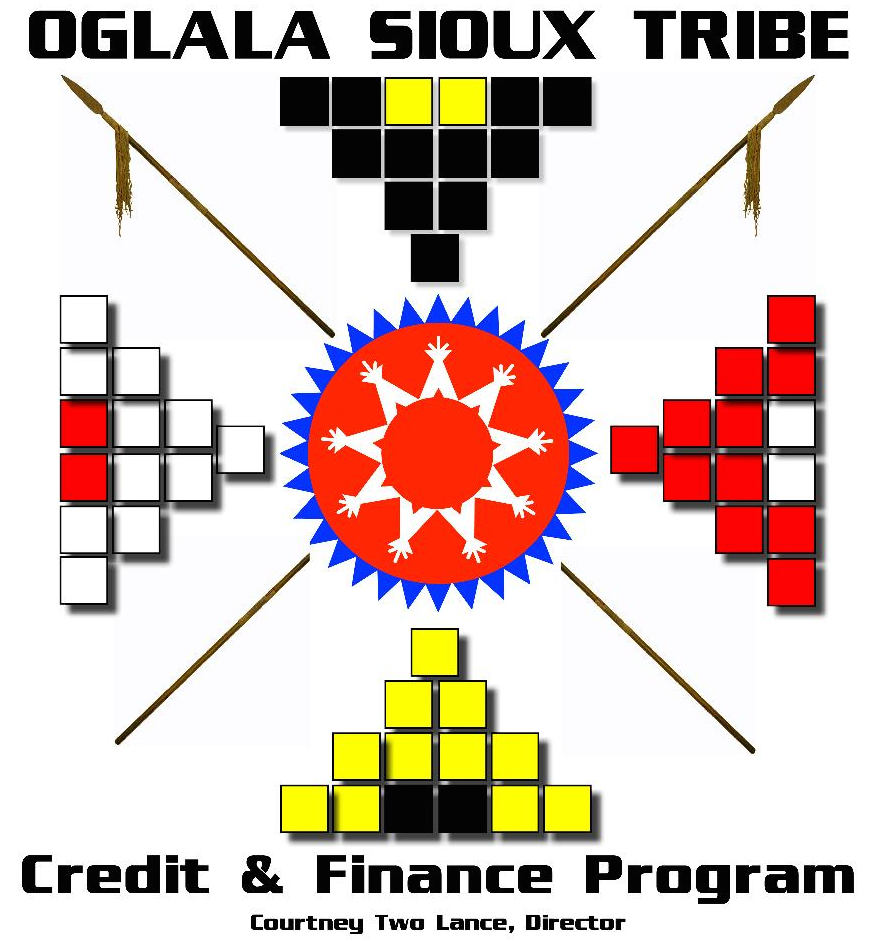 OGLALA SIOUX TRIBE
Credit & Finance Program
Courtney Two Lance, Director